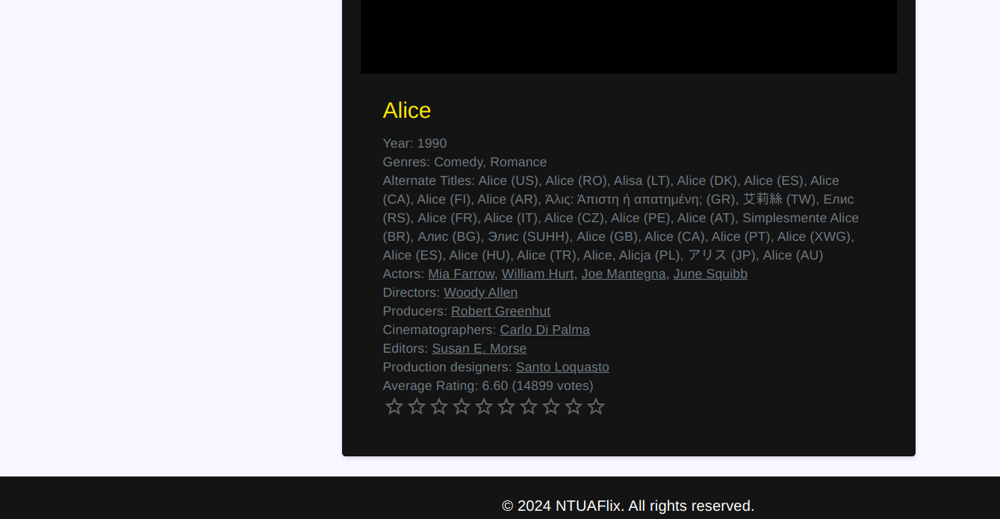 Alice
Year: 1990
Genres: Comedy, Romance
Alternate Titles: Alice (US), Alice (RO), Alisa (LT), Alice (DK), Alice (ES), Alice
(CA), Alice (FI), Alice (AR), Άλις: Άπιστη ή απατημένη; (GR), 艾莉絲 (TW), Елис
(RS), Alice (FR), Alice (IT), Alice (CZ), Alice (PE), Alice (AT), Simplesmente Alice
(BR), Алис (BG), Элис (SUHH), Alice (GB), Alice (CA), Alice (PT), Alice (XWG),
Alice (ES), Alice (HU), Alice (TR), Alice, Alicja (PL), アリス (JP), Alice (AU)
Actors: Mia Farrow, William Hurt, Joe Mantegna, June Squibb
Directors: Woody Allen
Producers: Robert Greenhut
Cinematographers: Carlo Di Palma
Editors: Susan E. Morse
Production designers: Santo Loquasto
Average Rating: 6.60 (14899 votes)
© 2024 NTUAFlix. All rights reserved.